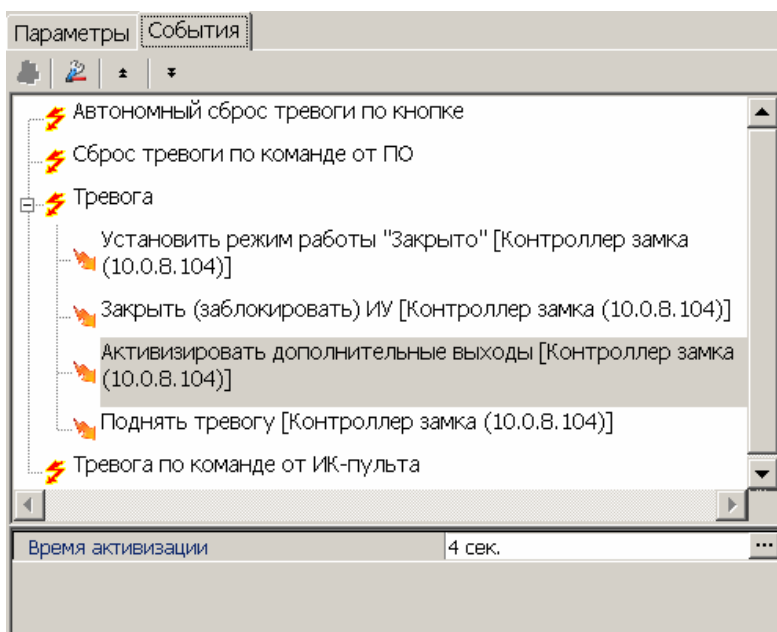 Параметры События
Автономный сброс тревоги по кнопке
Сброс тревоги по команде от ПО
Тревога
Установить режим работы "Закрыто" [Контроллер замка
(10.0.8.104)]
Закрыть (заблокировать) ИУ [Контроллер замка (10.0.8.104)]
Активизировать дополнительные выходы [Контроллер замка
(10.0.8.104)]
Поднять тревогу [Контроллер замка (10.0.8.104)]
Тревога по команде от ИК-пульта
Время активизации 4 сек. ...